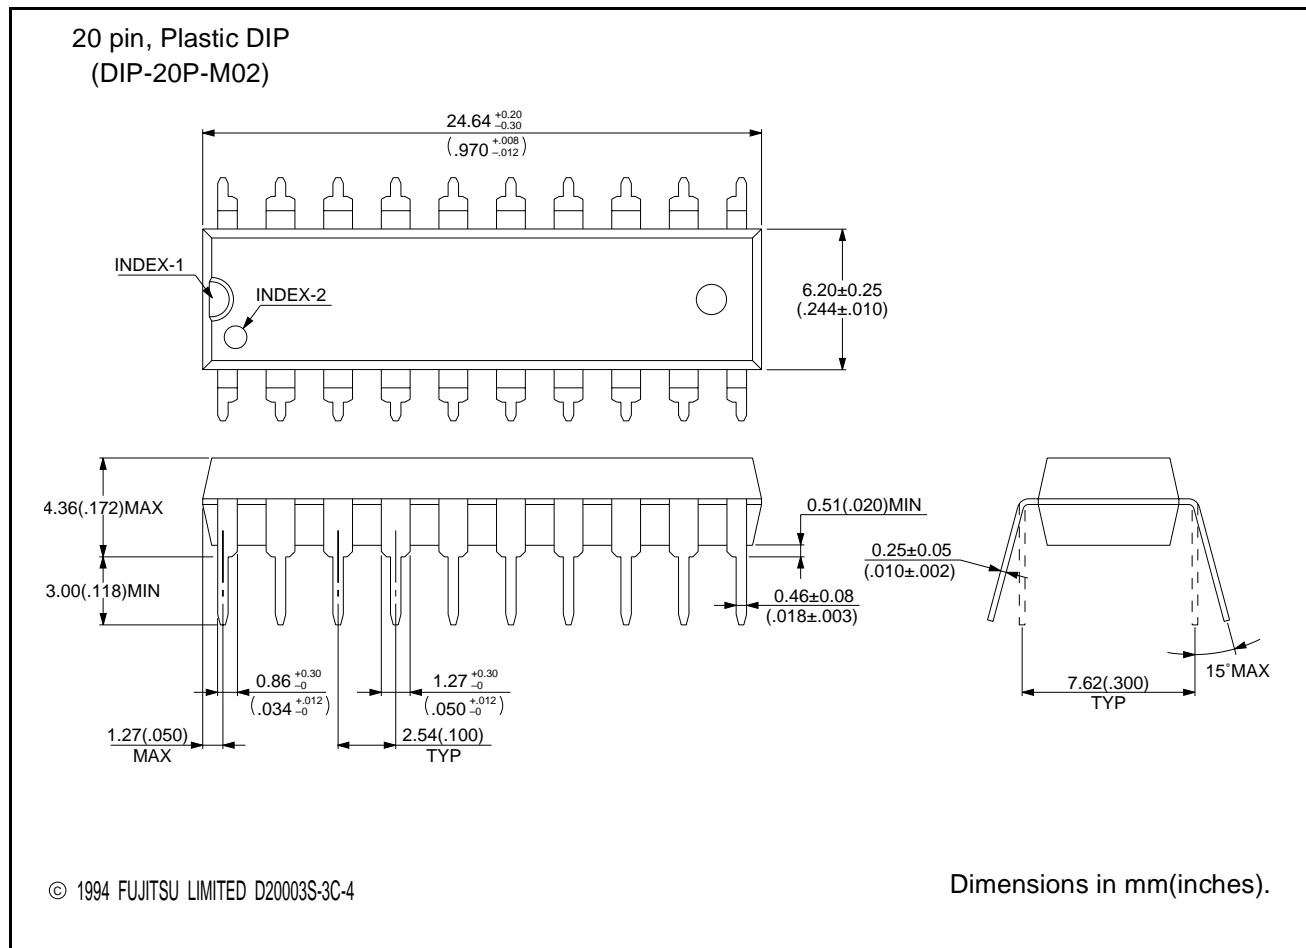 20 pin, Plastic DIP
(DIP-20P-M02)
24.64 +0.20 −0.30
(.970 +.008 −.012)
INDEX-1
INDEX-2
6.20±0.25
(.244±.010)
4.36(.172)MAX
0.51(.020)MIN
0.25±0.05
(.010±.002)
3.00(.118)MIN
0.46±0.08
(.018±.003)
0.86 +0.30 −0
(.034 +.012 −0)
1.27 +0.30 −0
(.050 +.012 −0)
15°MAX
7.62(.300)
TYP
1.27(.050)
MAX
2.54(.100)
TYP
© 1994 FUJITSU LIMITED D20003S-3C-4
Dimensions in mm(inches).